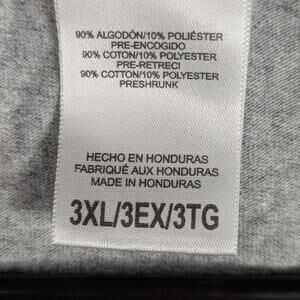 90% ALGODÓN/10% POLIÉSTER
PRE-ENCOGIDO
90% COTON/10% POLYESTER
PRE-RETRECI
90% COTTON/10% POLYESTER
PRESHRUNK
HECHO EN HONDURAS
FABRIQUÉ AUX HONDURAS
MADE IN HONDURAS
3XL/3EX/3TG